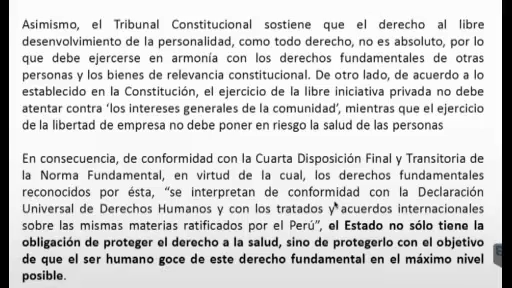 Asimismo, el Tribunal Constitucional sostiene que el derecho al libre
desenvolvimiento de la personalidad, como todo derecho, no es absoluto, por lo
que debe ejercerse en armonía con los derechos fundamentales de otras
personas y los bienes de relevancia constitucional. De otro lado, de acuerdo a lo
establecido en la Constitución, el ejercicio de la libre iniciativa privada no debe
atentar contra ‘los intereses generales de la comunidad’, mientras que el ejercicio
de la libertad de empresa no debe poner en riesgo la salud de las personas
En consecuencia, de conformidad con la Cuarta Disposición Final y Transitoria de
la Norma Fundamental, en virtud de la cual, los derechos fundamentales
reconocidos por ésta, “se interpretan de conformidad con la Declaración
Universal de Derechos Humanos y con los tratados y acuerdos internacionales
sobre las mismas materias ratificados por el Perú”, el Estado no sólo tiene la
obligación de proteger el derecho a la salud, sino de protegerlo con el objetivo
de que el ser humano goce de este derecho fundamental en el máximo nivel
posible.